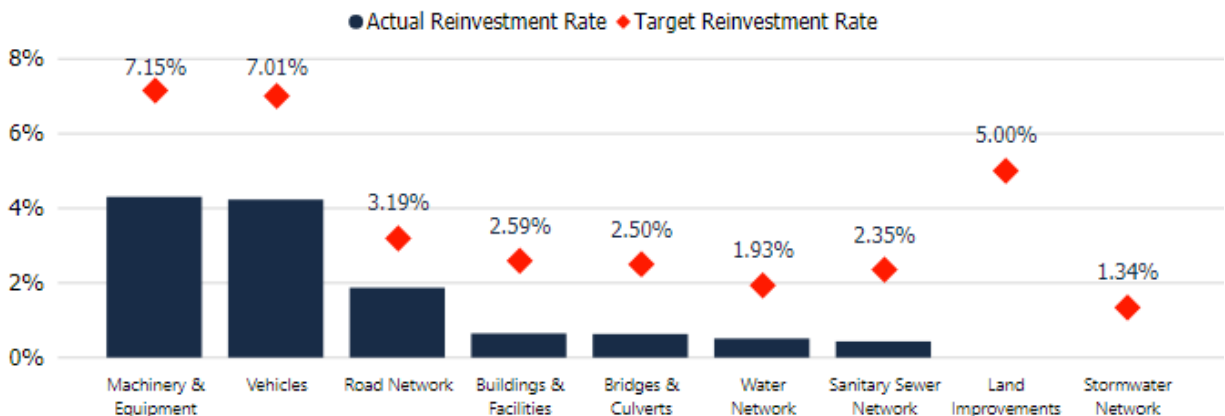 Actual Reinvestment Rate Target Reinvestment Rate
8%
6%
4%
2%
0%
7.15%
7.01%
3.19%
2.59%
2.50%
1.93%
2.35%
5.00%
1.34%
Machinery &
Equipment
Vehicles
Road Network
Buildings &
Facilities
Bridges &
Culverts
Water
Network
Sanitary Sewer
Network
Land
Improvements
Stormwater
Network